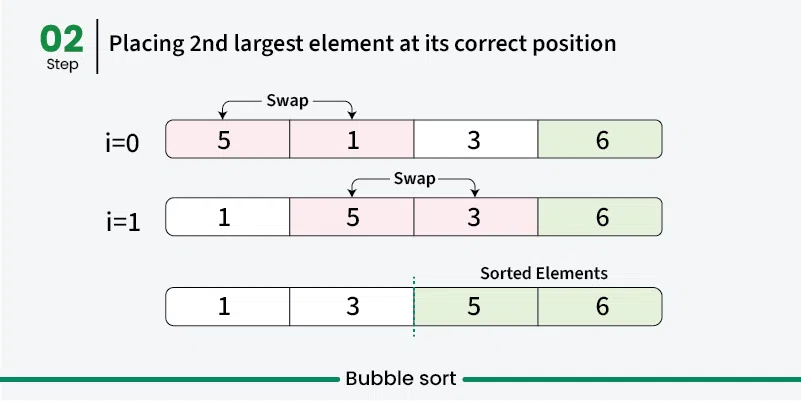 02
Step
Placing 2nd largest element at its correct position
Swap
i=0 5 1 3 6
Swap
i=1 1 5 3 6
Sorted Elements
1 3 5 6
Bubble sort